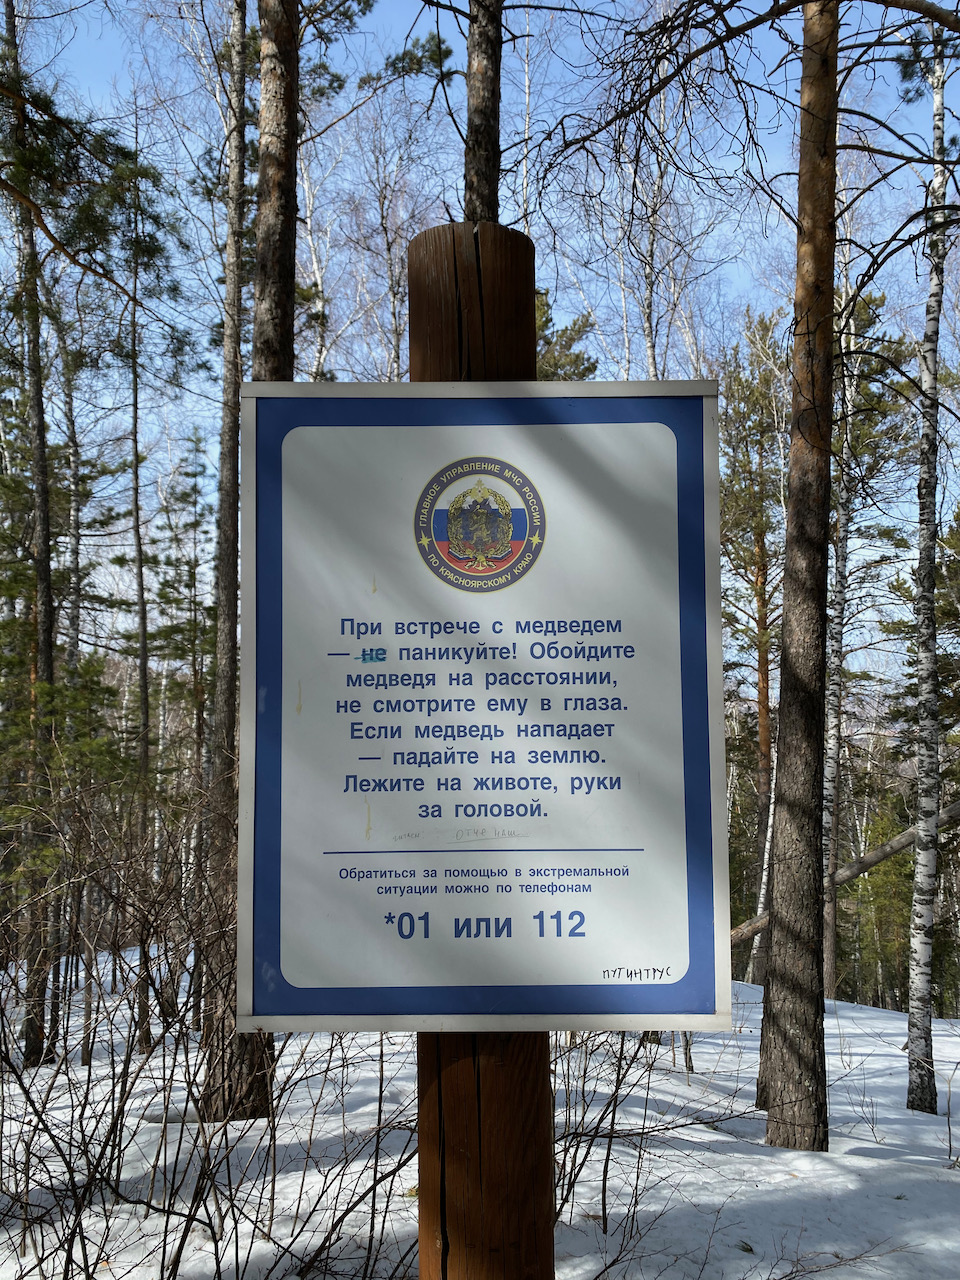 ГЛАВНОЕ УПРАВЛЕНИЕ МЧС РОССИИ
ПО КРАСНОЯРСКОМУ КРАЮ
При встрече с медведем
— не паникуйте! Обойдите
медведя на расстоянии,
не смотрите ему в глаза.
Если медведь нападает
— падайте на землю.
Лежите на животе, руки
за головой.
ОТЧЕ НАШ
Обратиться за помощью в экстремальной
ситуации можно по телефонам
*01 или 112
ПУТИНТРУС